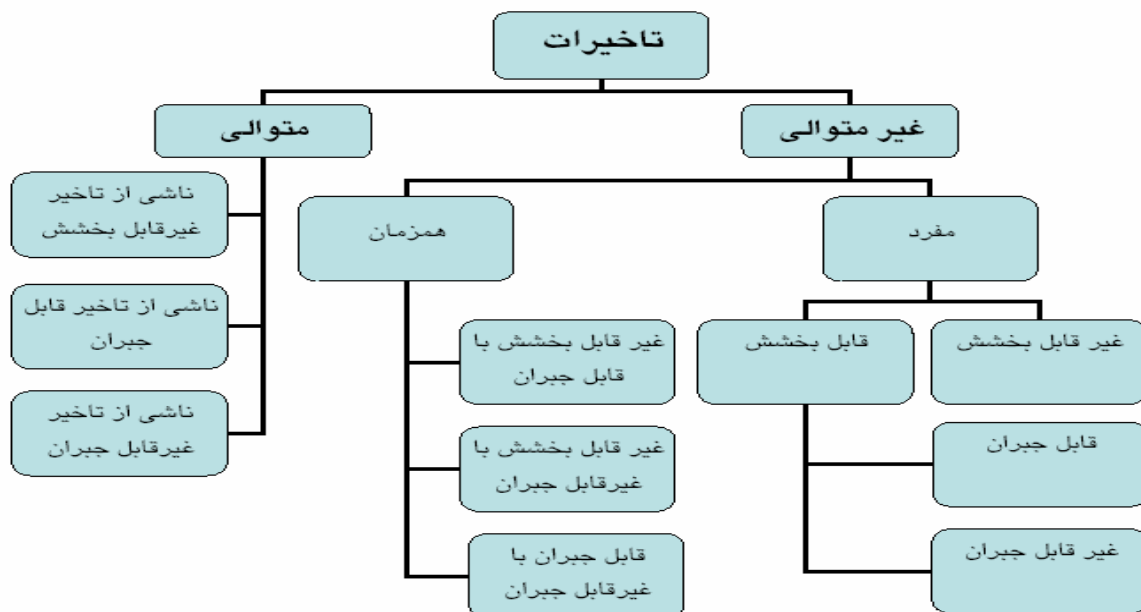 تاخیرات
غیر متوالی
متوالی
مفرد
همزمان
غیر قابل بخشش
قابل بخشش
قابل جبران
غیر قابل جبران
غیر قابل بخشش با
قابل جبران
غیر قابل بخشش با
غیرقابل جبران
قابل جبران با
غیرقابل جبران
ناشی از تاخیر
غیرقابل بخشش
ناشی از تاخیر قابل
جبران
ناشی از تاخیر
غیرقابل جبران